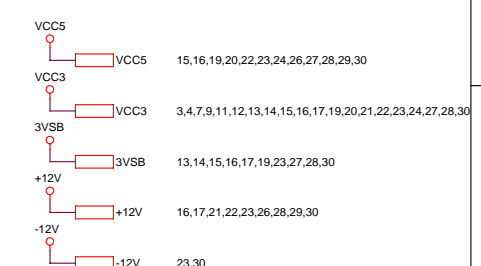 VCC5
VCC5 15,16,19,20,22,23,24,26,27,28,29,30
VCC3
VCC3 3,4,7,9,11,12,13,14,15,16,17,19,20,21,22,23,24,27,28,30
3VSB
3VSB 13,14,15,16,17,19,23,27,28,30
+12V
+12V 16,17,21,22,23,26,28,29,30
-12V
-12V 23,30